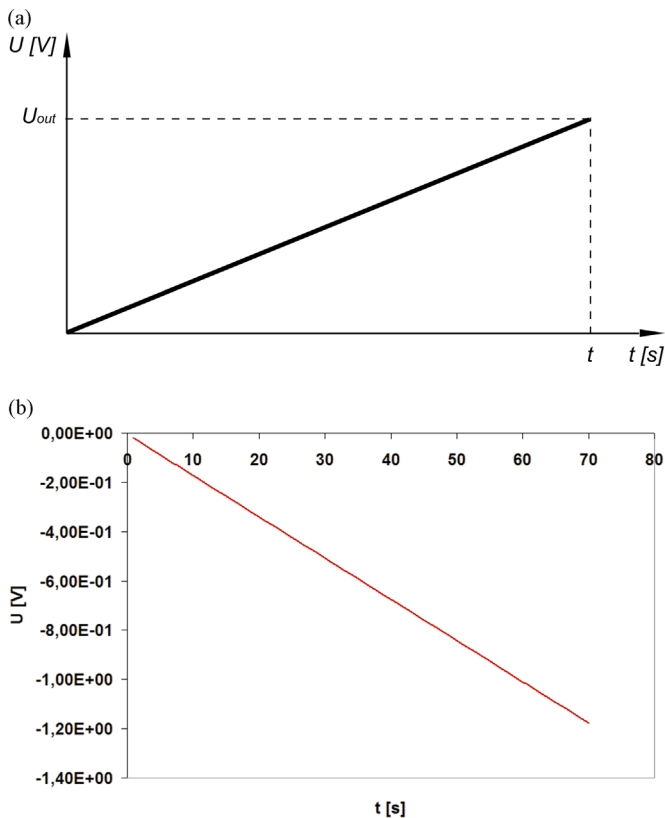 (a)
U [V]
Uout
t
t [s]
(b)
0,00E+00
0 10 20 30 40 50 60 70 80
-2,00E-01
-4,00E-01
-6,00E-01
U [V]
-8,00E-01
-1,00E+00
-1,20E+00
-1,40E+00
t [s]